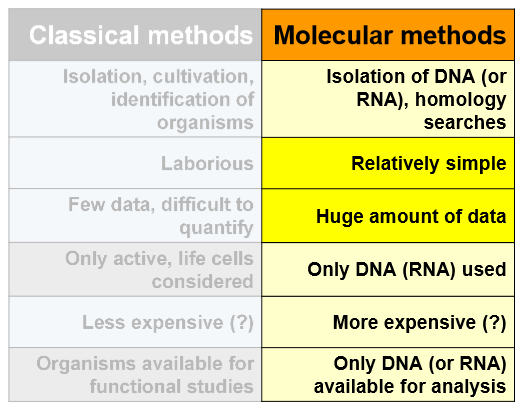 Classical methods
Molecular methods
Isolation, cultivation,
identification of
organisms
Isolation of DNA (or
RNA), homology
searches
Laborious
Relatively simple
Few data, difficult to
quantify
Huge amount of data
Only active, life cells
considered
Only DNA (RNA) used
Less expensive (?)
More expensive (?)
Organisms available for
functional studies
Only DNA (or RNA)
available for analysis